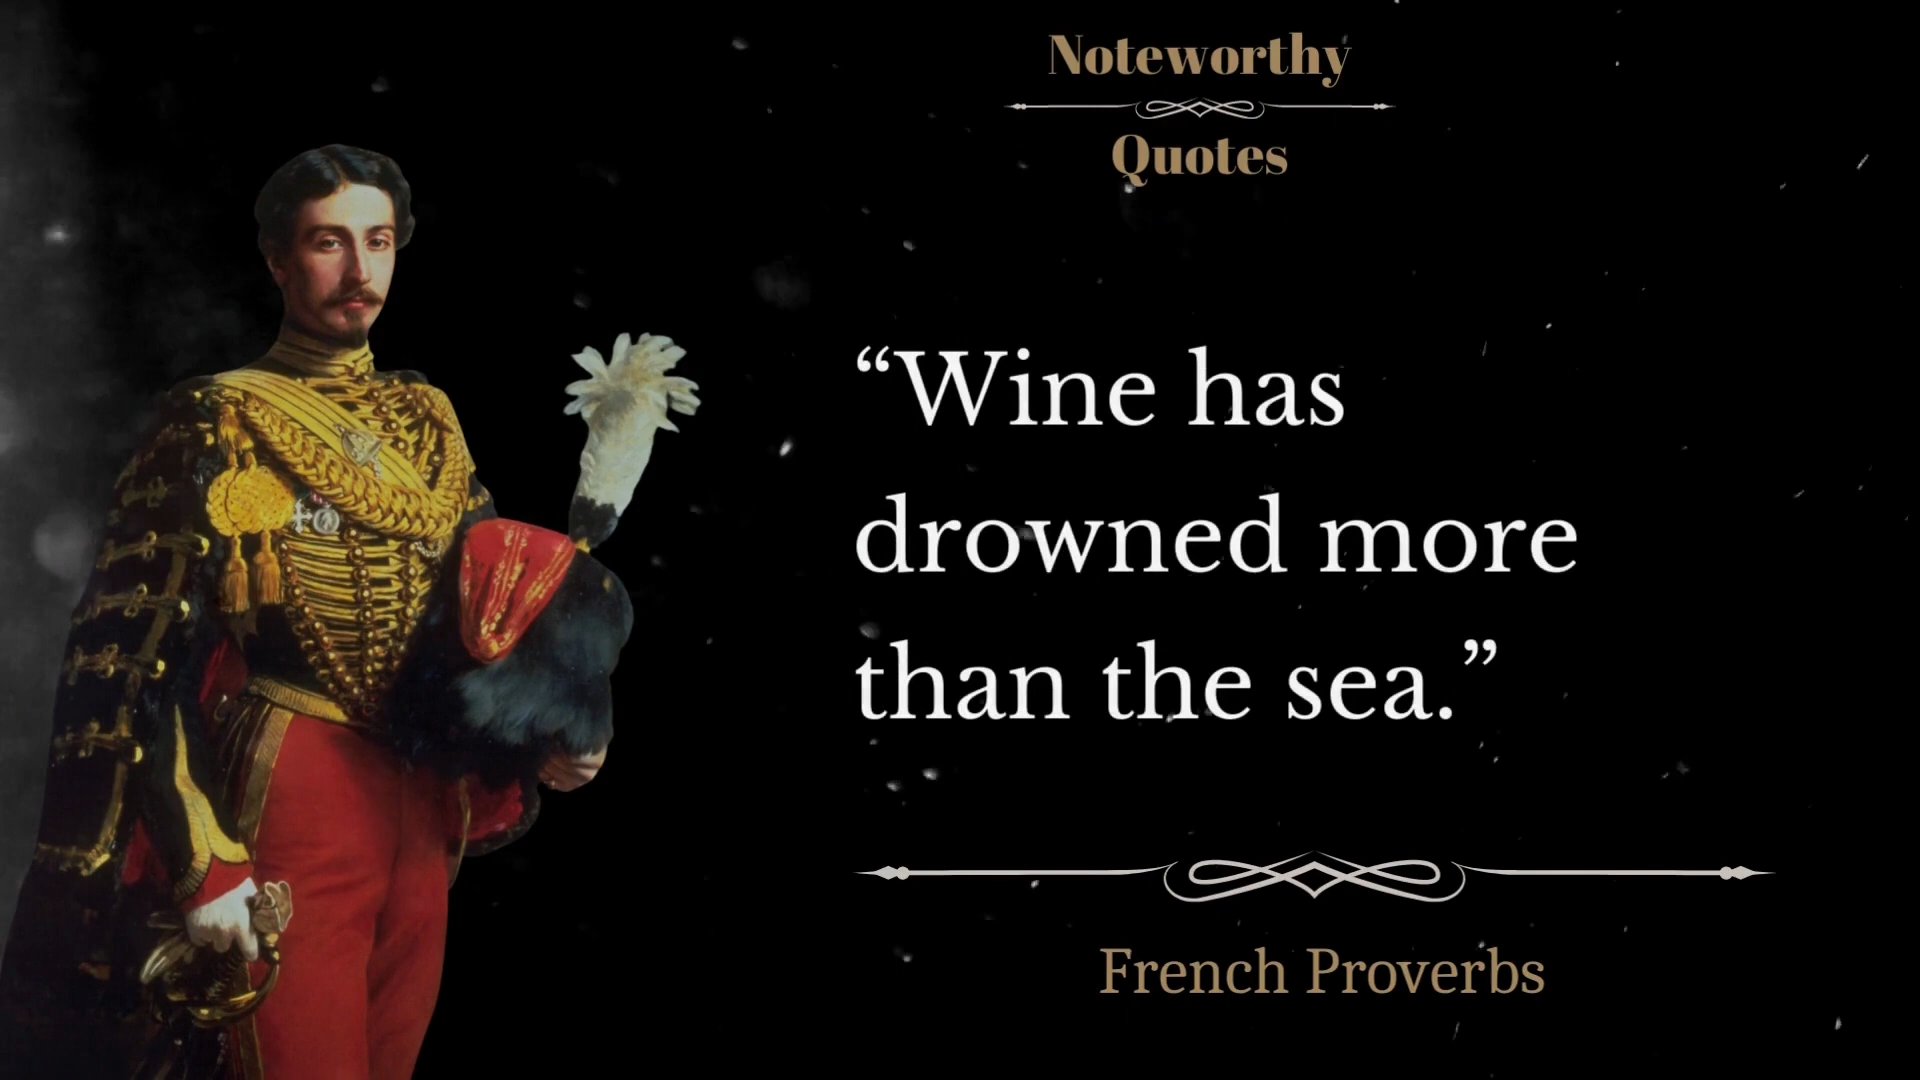 Noteworthy
Quotes
“Wine has
drowned more
than the sea.”
French Proverbs